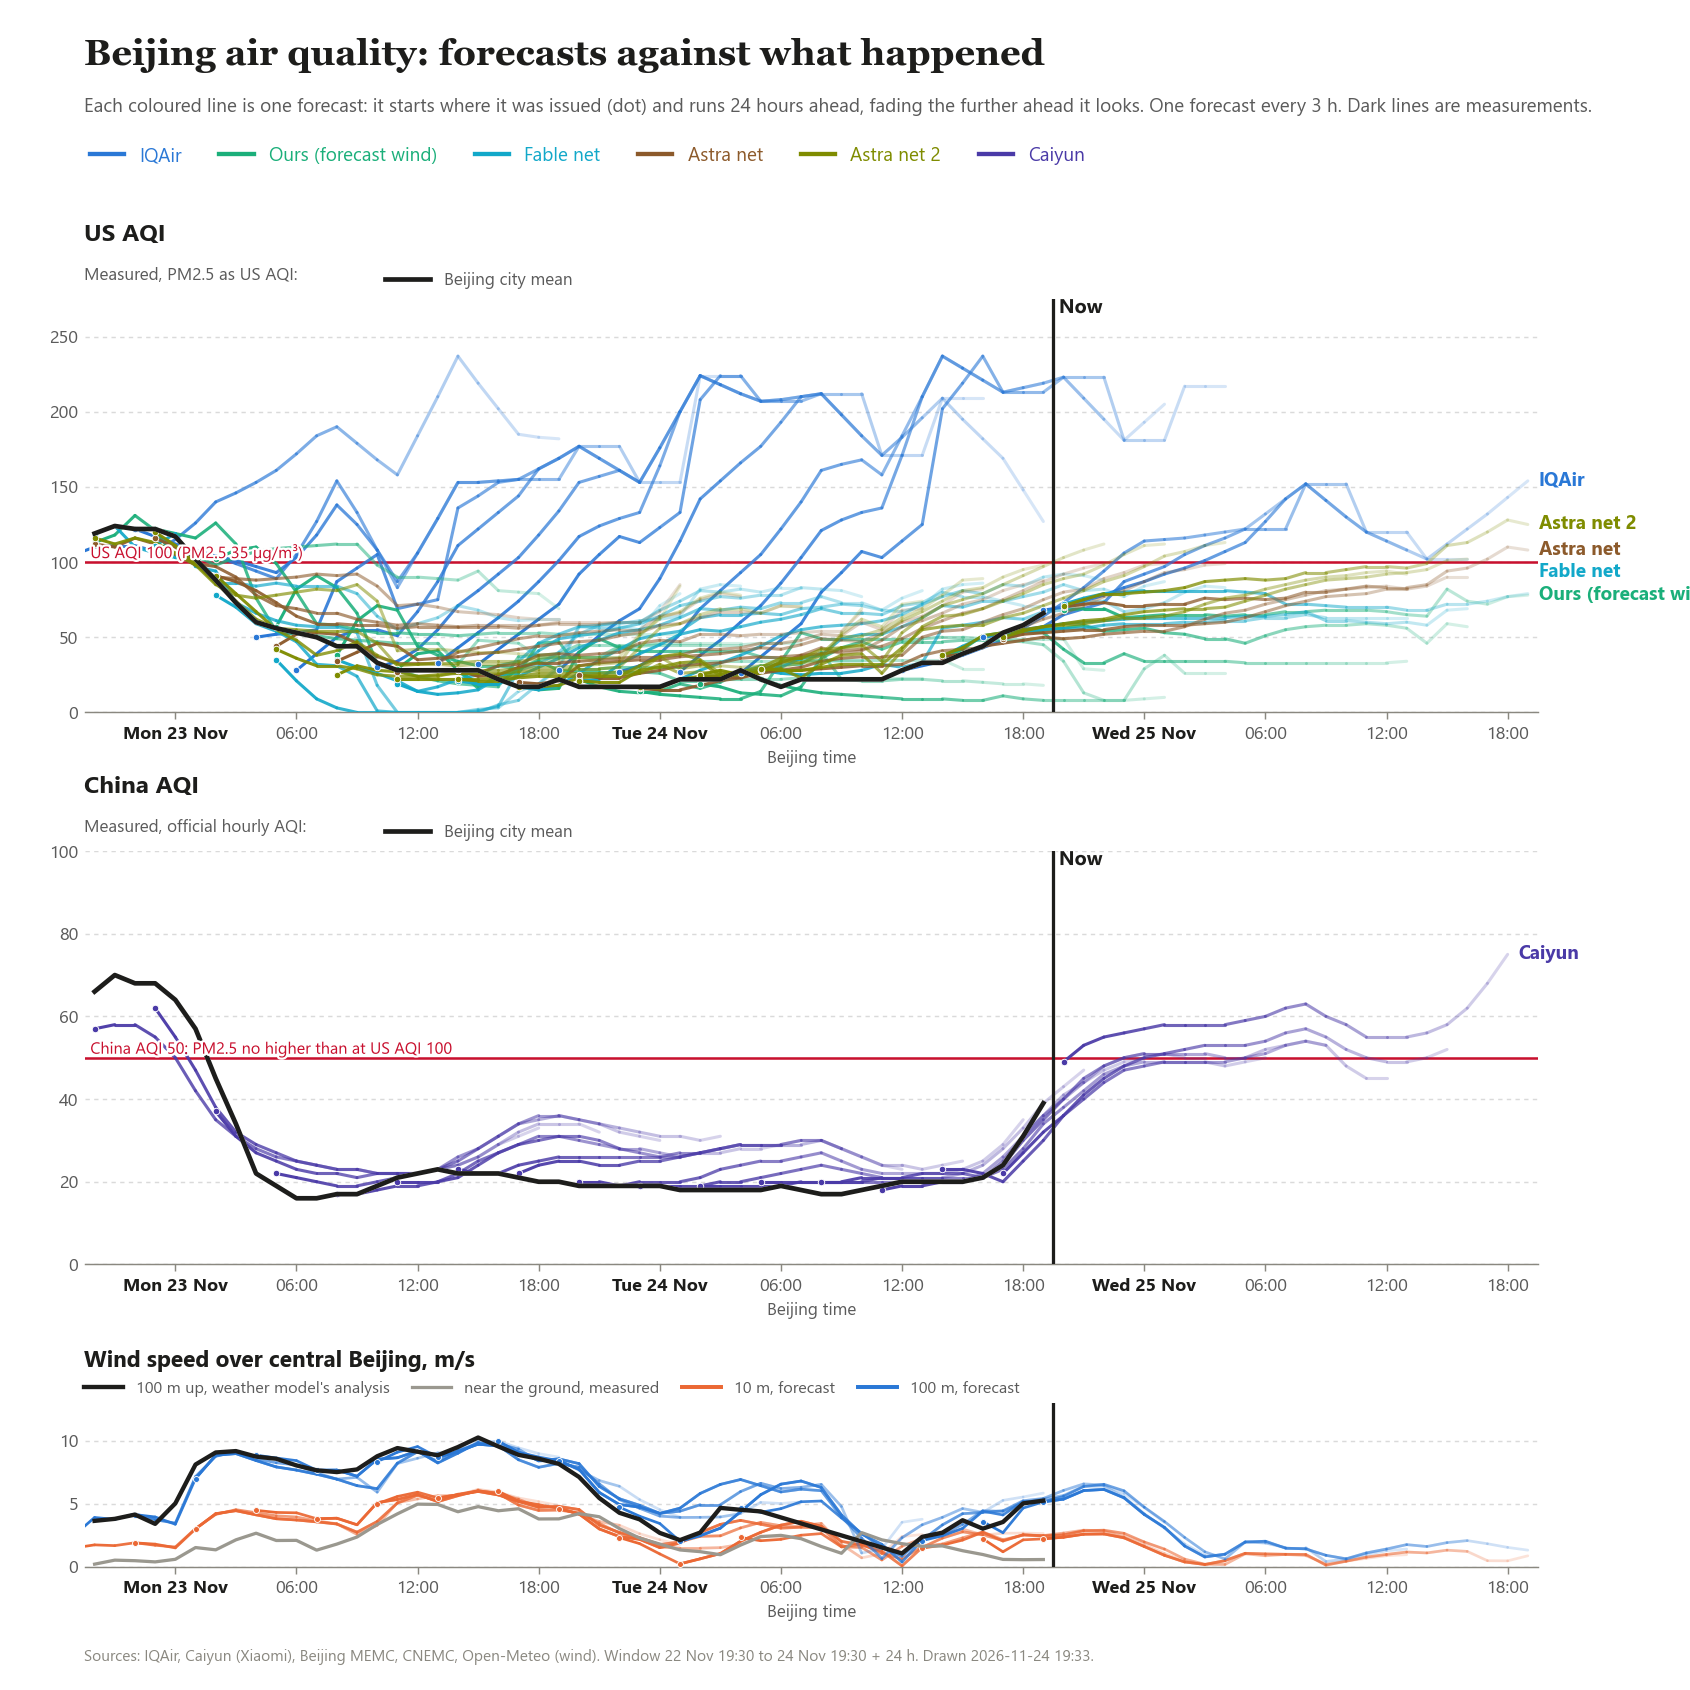 Beijing air quality: forecasts against what happened
Each coloured line is one forecast: it starts where it was issued (dot) and runs 24 hours ahead, fading the further ahead it looks. One forecast every 3 h. Dark lines are measurements.
IQAir Ours (forecast wind) Fable net Astra net Astra net 2 Caiyun
US AQI
Measured, PM2.5 as US AQI: Beijing city mean
Now
250
200
150
100
50
0
US AQI 100 (PM2.5 35 µg/m³)
IQAir
Astra net 2
Astra net
Fable net
Ours (forecast wi
Mon 23 Nov 06:00 12:00 18:00 Tue 24 Nov 06:00 12:00 18:00 Wed 25 Nov 06:00 12:00 18:00
Beijing time
China AQI
Measured, official hourly AQI: Beijing city mean
Now
100
80
60
40
20
0
China AQI 50: PM2.5 no higher than at US AQI 100
Caiyun
Mon 23 Nov 06:00 12:00 18:00 Tue 24 Nov 06:00 12:00 18:00 Wed 25 Nov 06:00 12:00 18:00
Beijing time
Wind speed over central Beijing, m/s
100 m up, weather model's analysis near the ground, measured 10 m, forecast 100 m, forecast
10
5
0
Mon 23 Nov 06:00 12:00 18:00 Tue 24 Nov 06:00 12:00 18:00 Wed 25 Nov 06:00 12:00 18:00
Beijing time
Sources: IQAir, Caiyun (Xiaomi), Beijing MEMC, CNEMC, Open-Meteo (wind). Window 22 Nov 19:30 to 24 Nov 19:30 + 24 h. Drawn 2026-11-24 19:33.